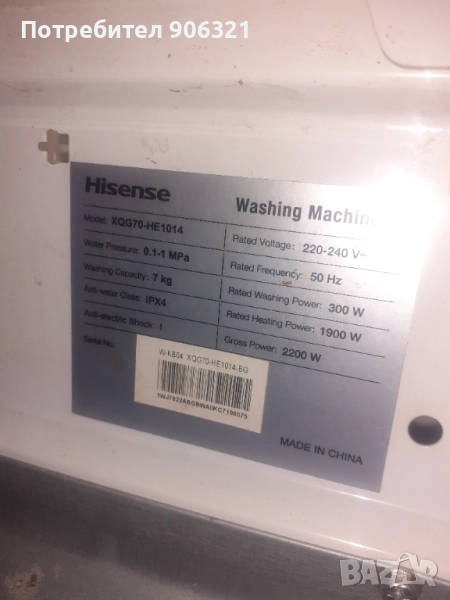 Потребител 906321
Hisense
Washing Machine
Model: XQG70-HE1014
Rated Voltage: 220-240 V~
Water Pressure: 0.1-1 MPa
Rated Frequency: 50 Hz
Washing Capacity: 7 kg
Rated Washing Power: 300 W
Anti-water Class: IPX4
Rated Heating Power: 1900 W
Anti-electric Shock: I
Gross Power: 2200 W
Serial No.:
W-KB04 XQG70-HE1014-BG
MADE IN CHINA
BAZAR